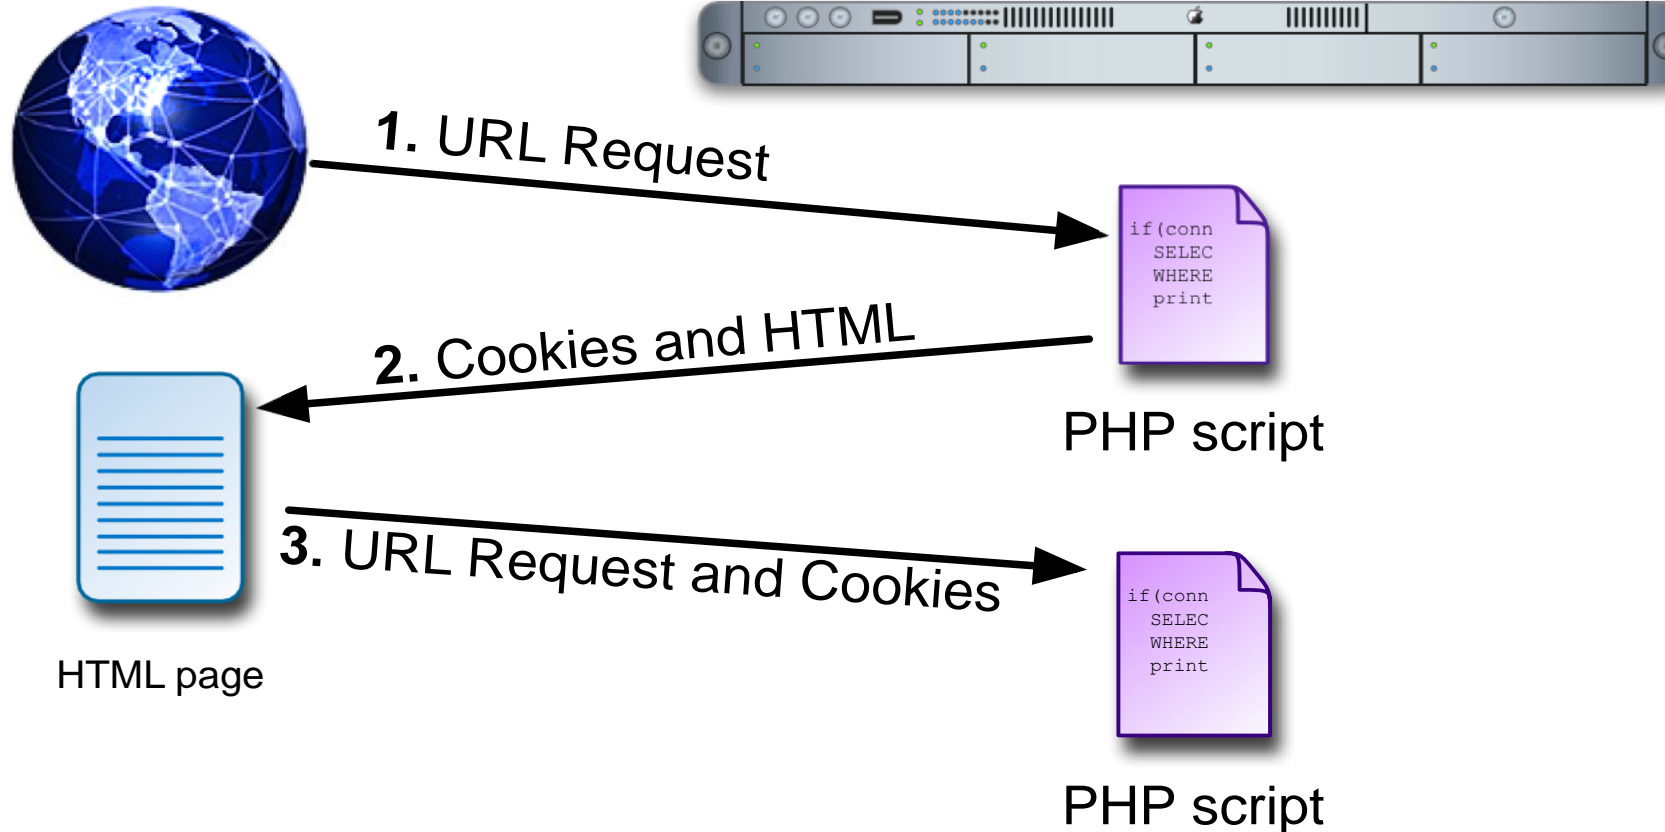 1. URL Request
if(conn
SELEC
WHERE
print
2. Cookies and HTML
PHP script
3. URL Request and Cookies
HTML page
if(conn
SELEC
WHERE
print
PHP script